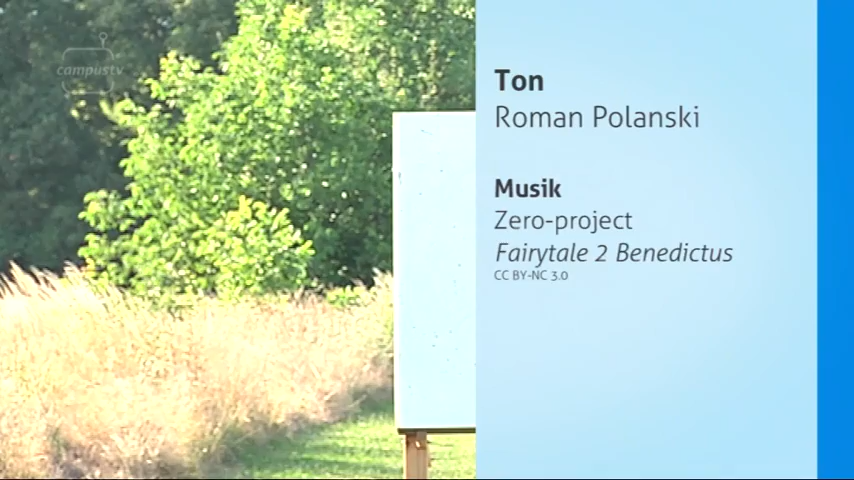 campustv
Ton
Roman Polanski
Musik
Zero-project
Fairytale 2 Benedictus
CC BY-NC 3.0